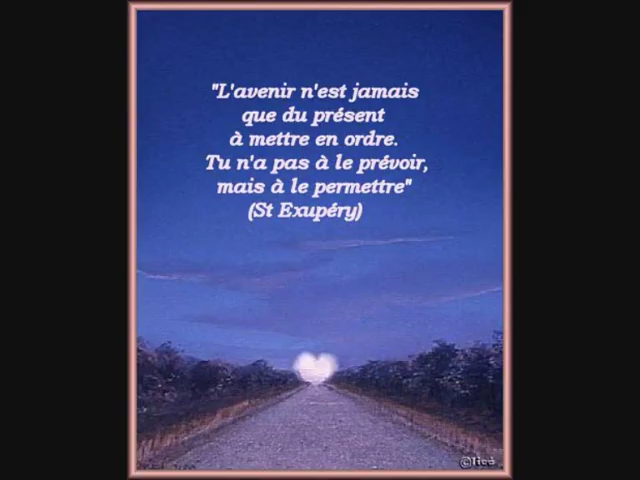 "L'avenir n'est jamais
que du présent
à mettre en ordre.
Tu n'a pas à le prévoir,
mais à le permettre"
(St Exupéry)